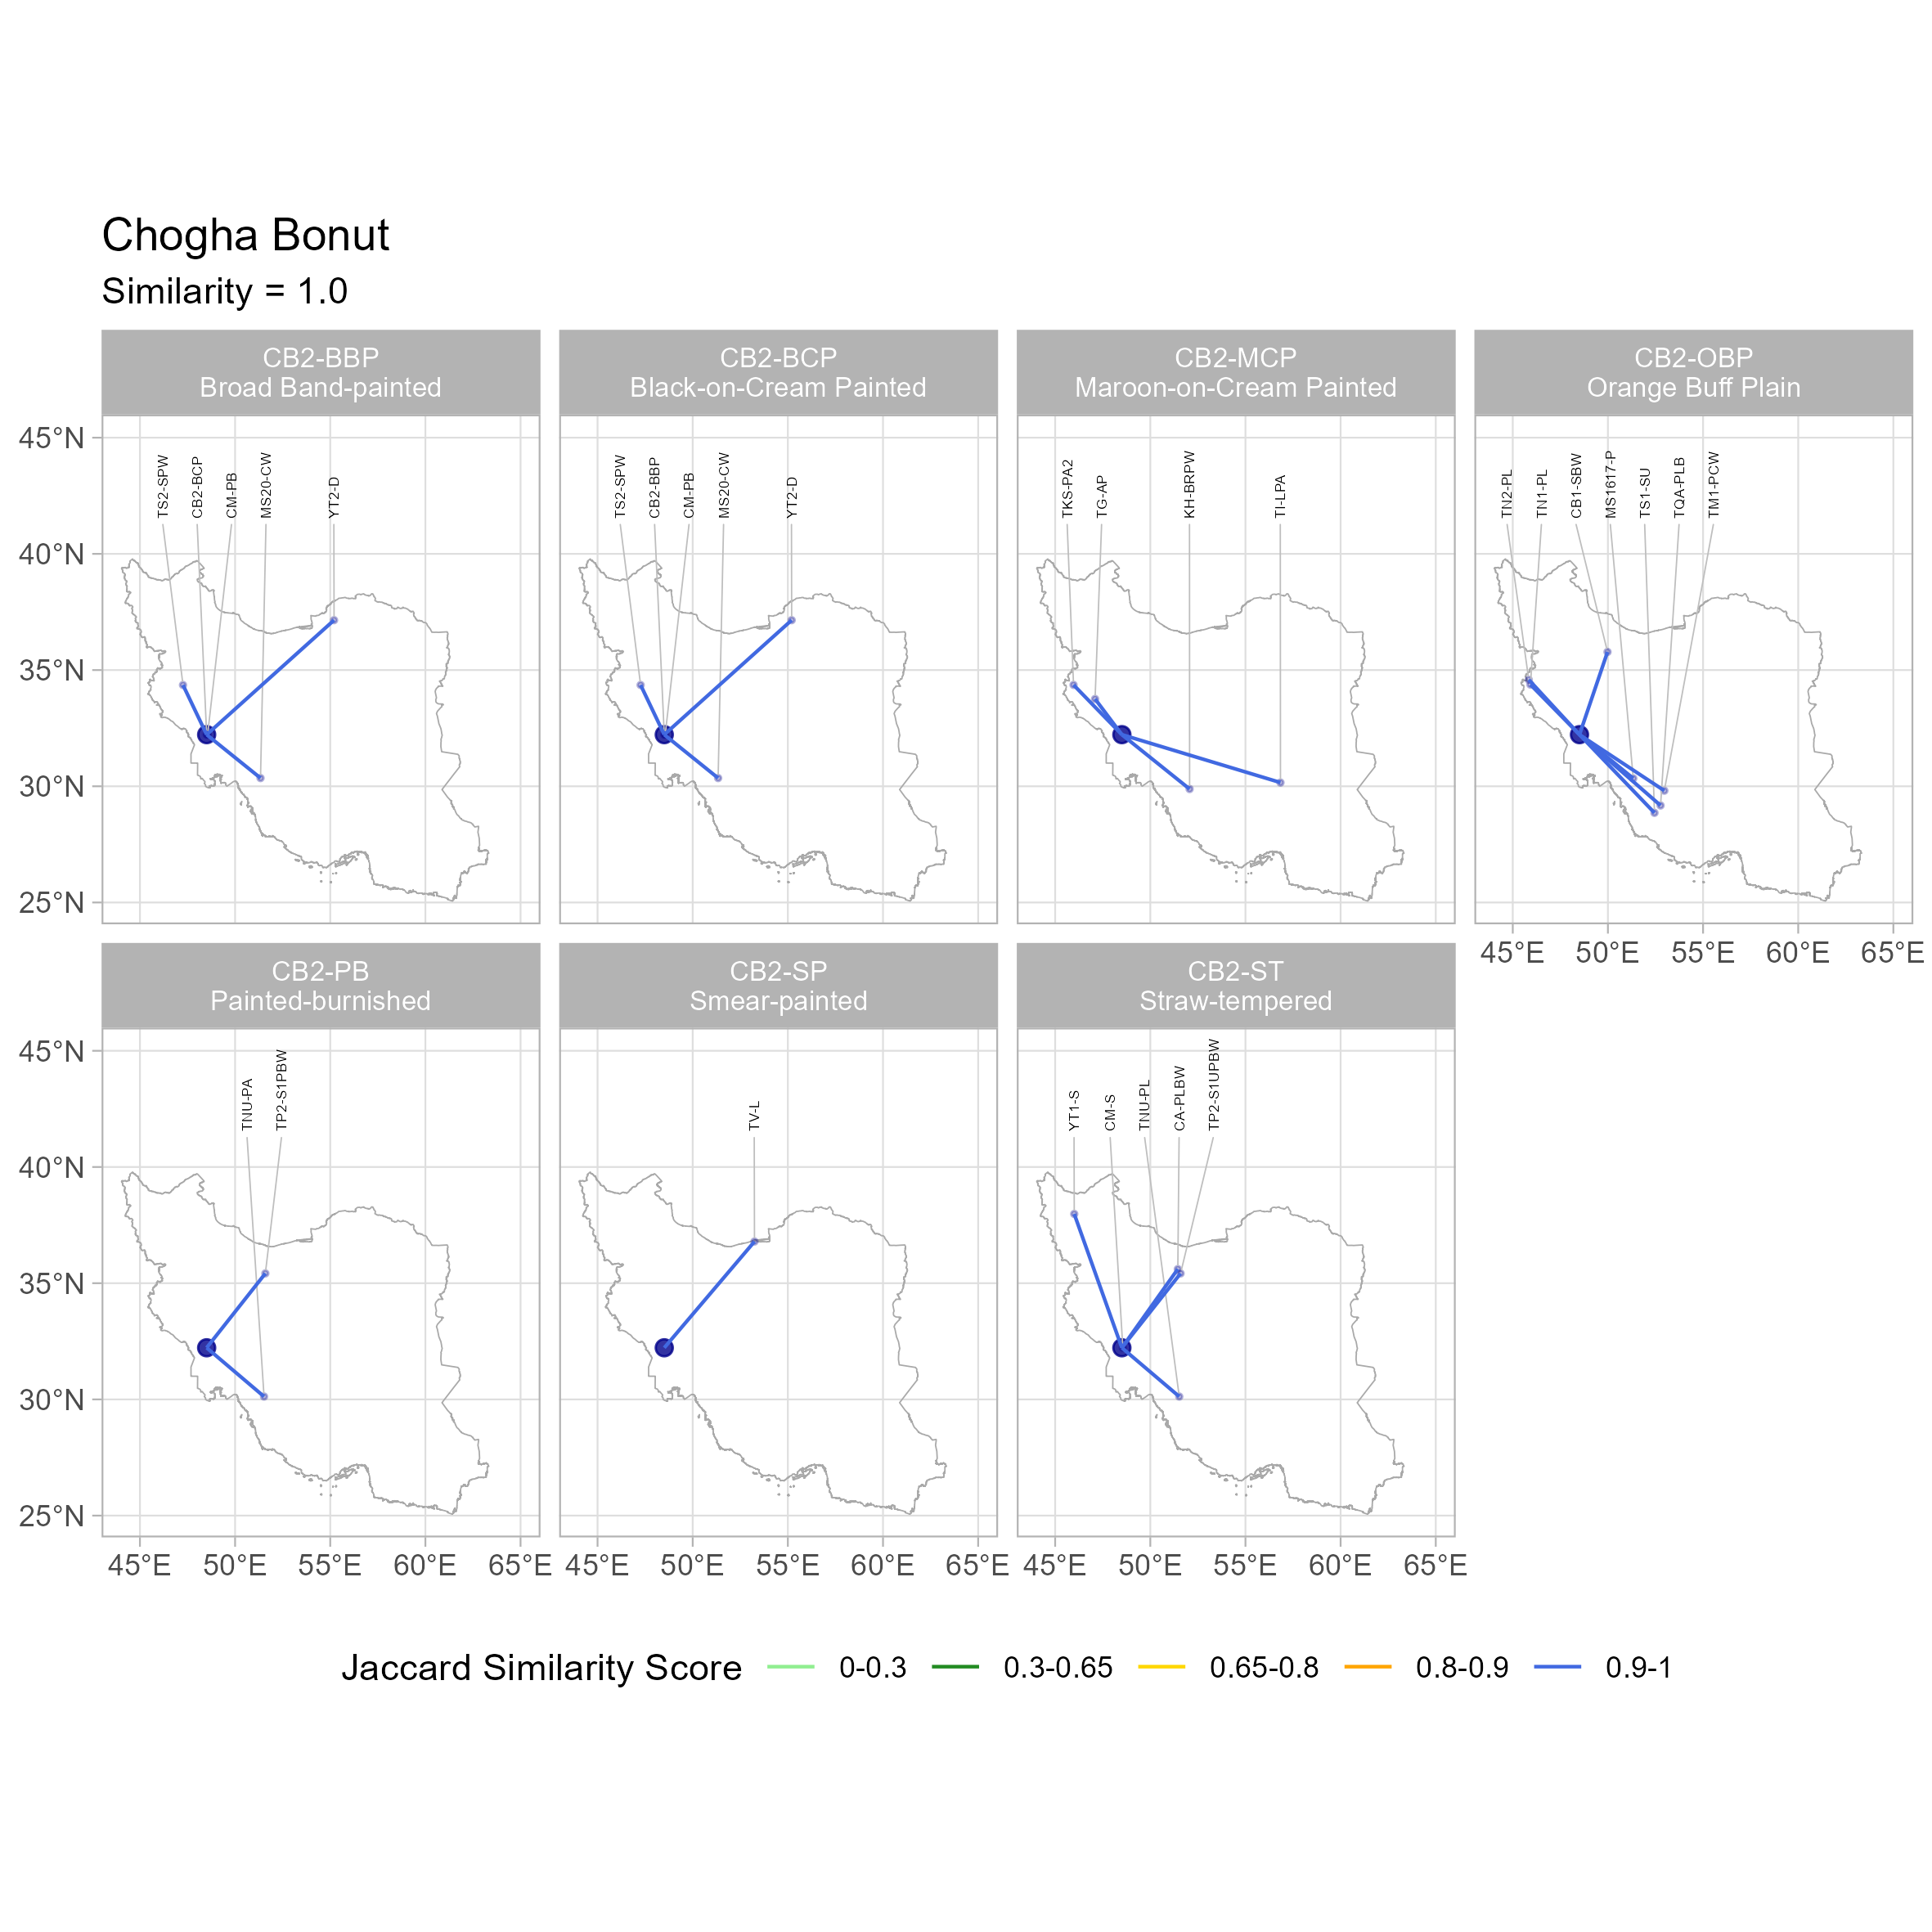 Chogha Bonut
Similarity = 1.0
CB2-BBP
Broad Band-painted
CB2-BCP
Black-on-Cream Painted
CB2-MCP
Maroon-on-Cream Painted
CB2-OBP
Orange Buff Plain
45°N
40°N
35°N
30°N
25°N
TS2-SPW
CB2-BCP
CM-PB
MS20-CW
YT2-D
TS2-SPW
CB2-BBP
CM-PB
MS20-CW
YT2-D
TKS-PA2
TG-AP
KH-BRPW
TI-LPA
TN2-PL
TN1-PL
CB1-SBW
MS1617-P
TS1-SU
TQA-PLB
TM1-PCW
45°E 50°E 55°E 60°E 65°E
CB2-PB
Painted-burnished
CB2-SP
Smear-painted
CB2-ST
Straw-tempered
45°N
40°N
35°N
30°N
25°N
TNU-PA
TP2-S1PBW
TV-L
YT1-S
CM-S
TNU-PL
CA-PLBW
TP2-S1UPBW
45°E 50°E 55°E 60°E 65°E
45°E 50°E 55°E 60°E 65°E
45°E 50°E 55°E 60°E 65°E
Jaccard Similarity Score 0-0.3 0.3-0.65 0.65-0.8 0.8-0.9 0.9-1